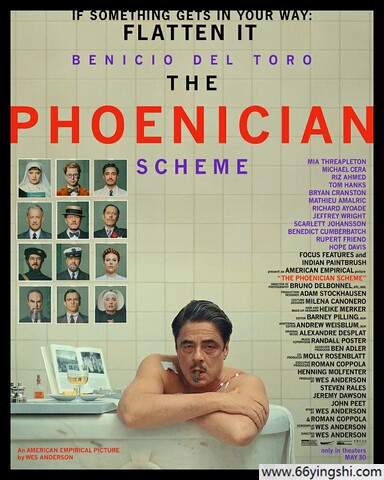 IF SOMETHING GETS IN YOUR WAY:
FLATTEN IT
BENICIO DEL TORO
THE
PHOENICIAN
SCHEME
MIA THREAPLETON
MICHAEL CERA
RIZ AHMED
TOM HANKS
BRYAN CRANSTON
MATHIEU AMALRIC
RICHARD AYOADE
JEFFREY WRIGHT
SCARLETT JOHANSSON
BENEDICT CUMBERBATCH
RUPERT FRIEND
HOPE DAVIS
FOCUS FEATURES AND
INDIAN PAINTBRUSH
present an AMERICAN EMPIRICAL picture
"THE PHOENICIAN SCHEME"
BRUNO DELBONNEL
ADAM STOCKHAUSEN
MILENA CANONERO
HEIKE MERKER
BARNEY PILLING
ANDREW WEISBLUM
ALEXANDRE DESPLAT
RANDALL POSTER
BEN ADLER
MOLLY ROSENBLATT
ROMAN COPPOLA
HENNING MOLFENTER
WES ANDERSON
STEVEN RALES
JEREMY DAWSON
JOHN PEET
WES ANDERSON
& ROMAN COPPOLA
WES ANDERSON
WES ANDERSON
An AMERICAN EMPIRICAL PICTURE
by WES ANDERSON
only in theaters
MAY 30
www.66yingshi.com